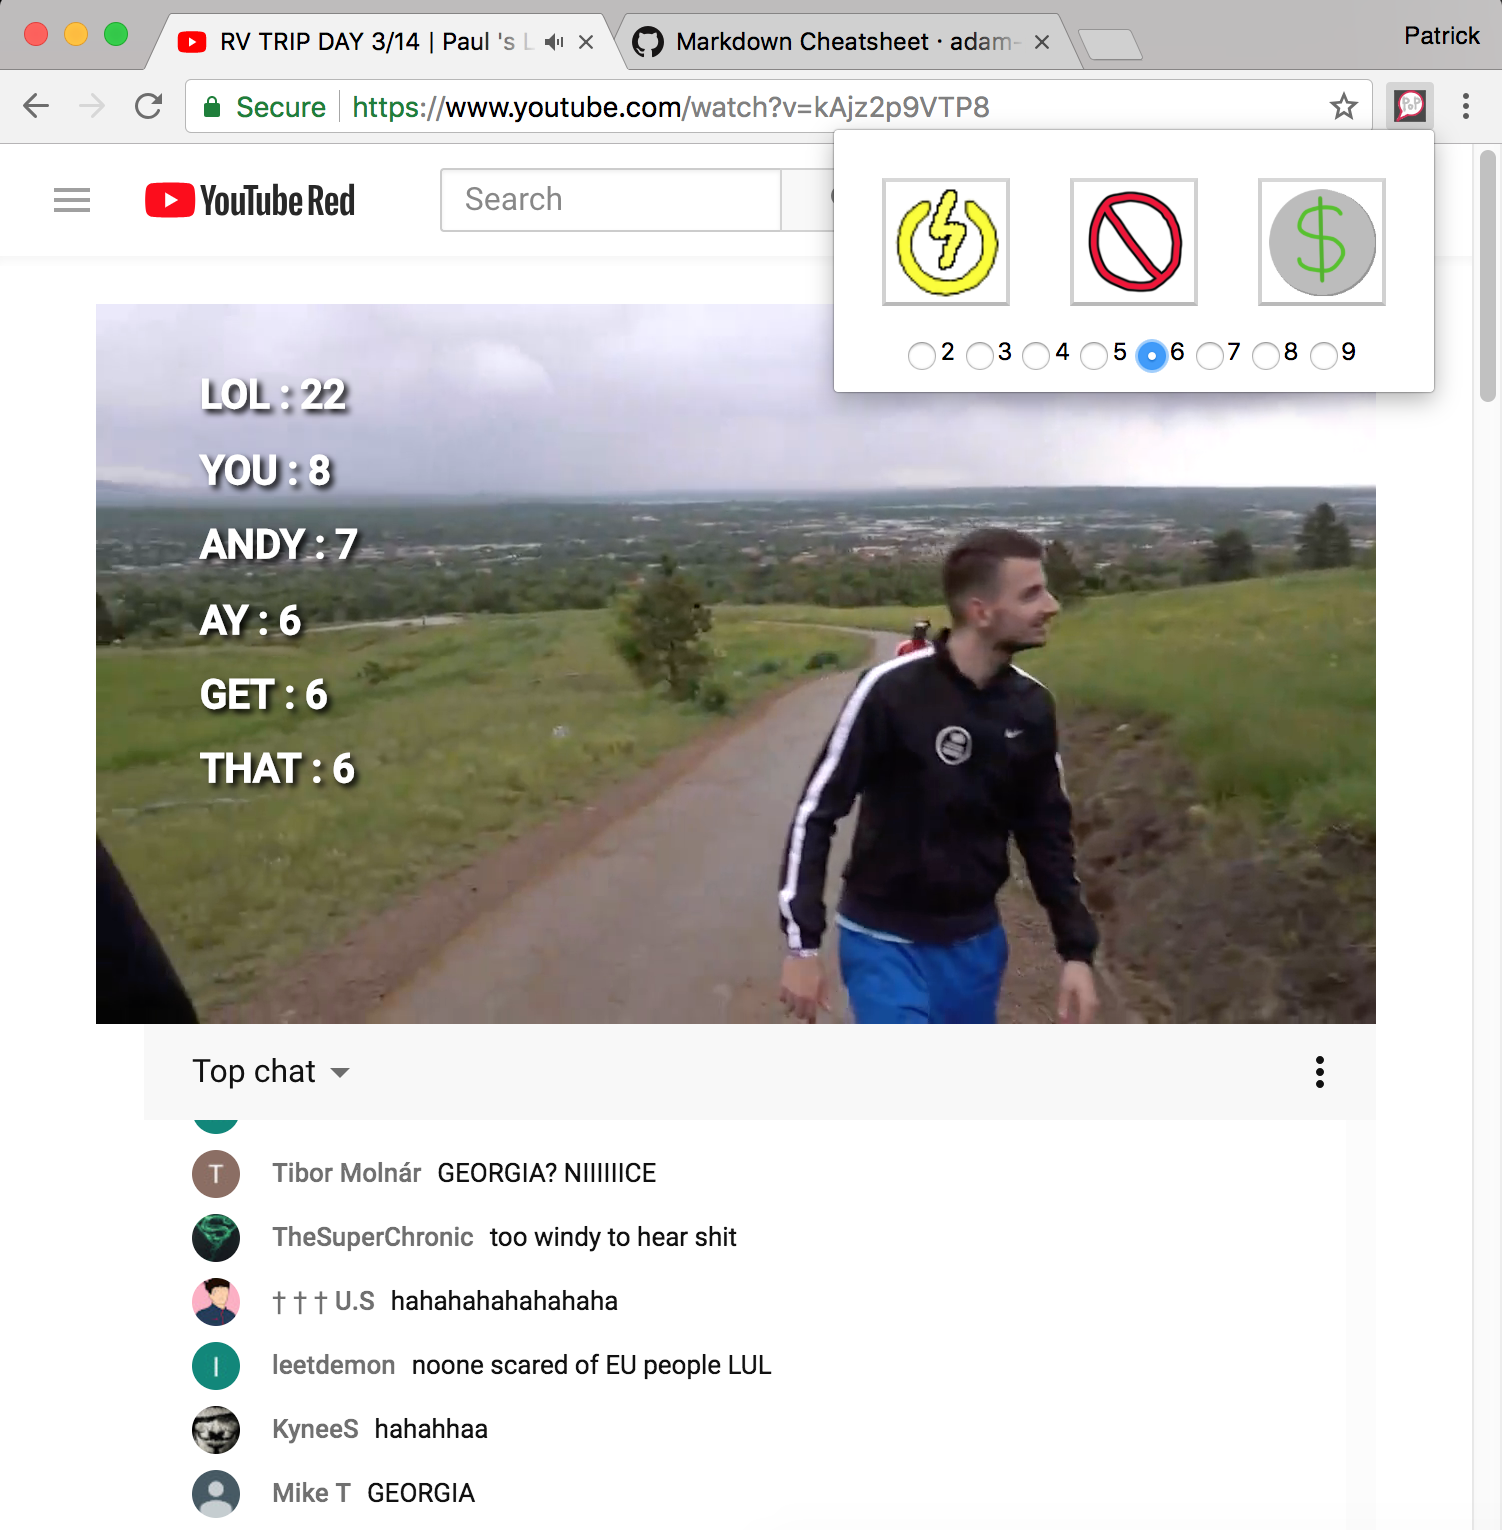 RV TRIP DAY 3/14 | Paul 's L
Markdown Cheatsheet · adam-
Patrick
Secure
https://www.youtube.com/watch?v=kAjz2p9VTP8
PoP
YouTube Red
Search
$
2 3 4 5 6 7 8 9
LOL : 22
YOU : 8
ANDY : 7
AY : 6
GET : 6
THAT : 6
Top chat
T
Tibor Molnár GEORGIA? NIIIIIICE
TheSuperChronic too windy to hear shit
† † † U.S hahahahahahahaha
l
leetdemon noone scared of EU people LUL
KyneeS hahahhaa
Mike T GEORGIA